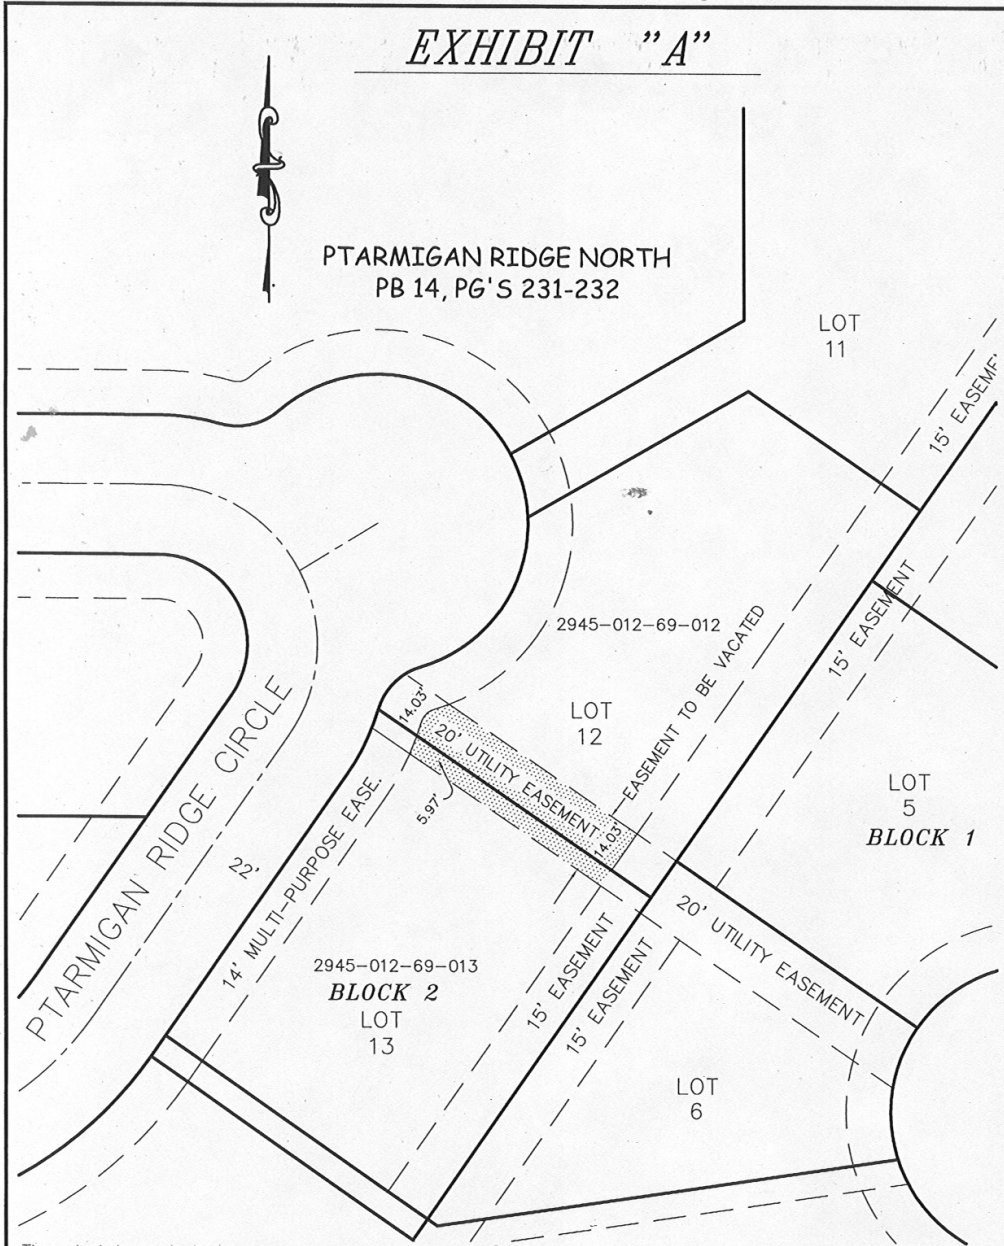 EXHIBIT "A"
PTARMIGAN RIDGE NORTH
PB 14, PG'S 231-232
LOT
11
15' EASEME
15' EASEMENT
2945-012-69-012
EASEMENT TO BE VACATED
LOT
12
14.03'
20' UTILITY EASEMENT
14.03'
5.97'
LOT
5
BLOCK 1
PTARMIGAN RIDGE CIRCLE
22'
14' MULTI-PURPOSE EASE.
2945-012-69-013
BLOCK 2
LOT
13
15' EASEMENT
15' EASEMENT
20' UTILITY EASEMENT
LOT
6